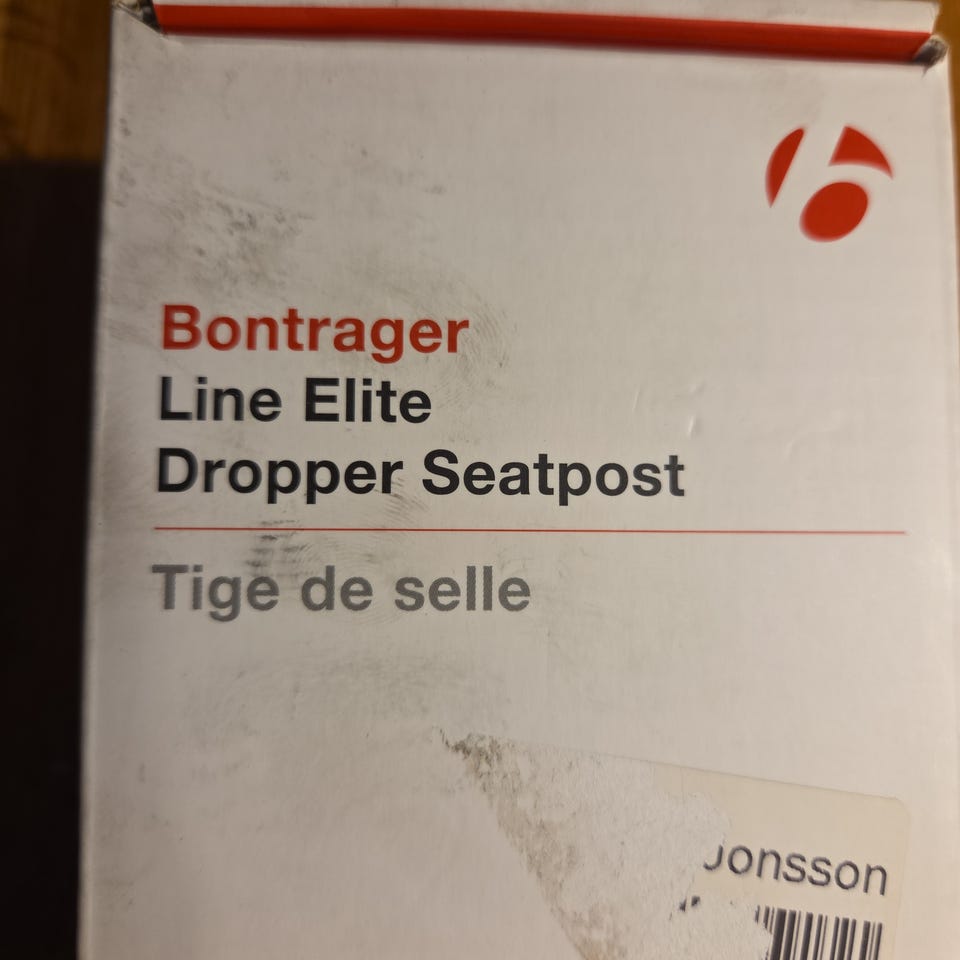 Bontrager
Line Elite
Dropper Seatpost
Tige de selle
Jonsson